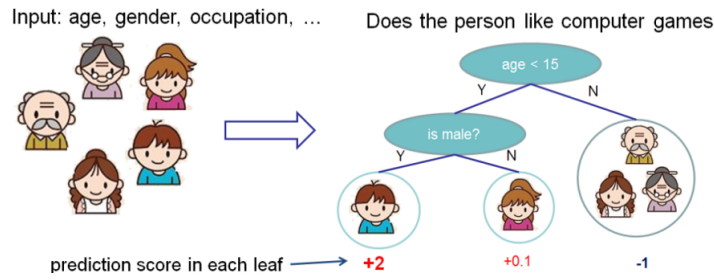 Input: age, gender, occupation, …
Does the person like computer games
age < 15
Y
N
is male?
Y
N
prediction score in each leaf
+2
+0.1
-1